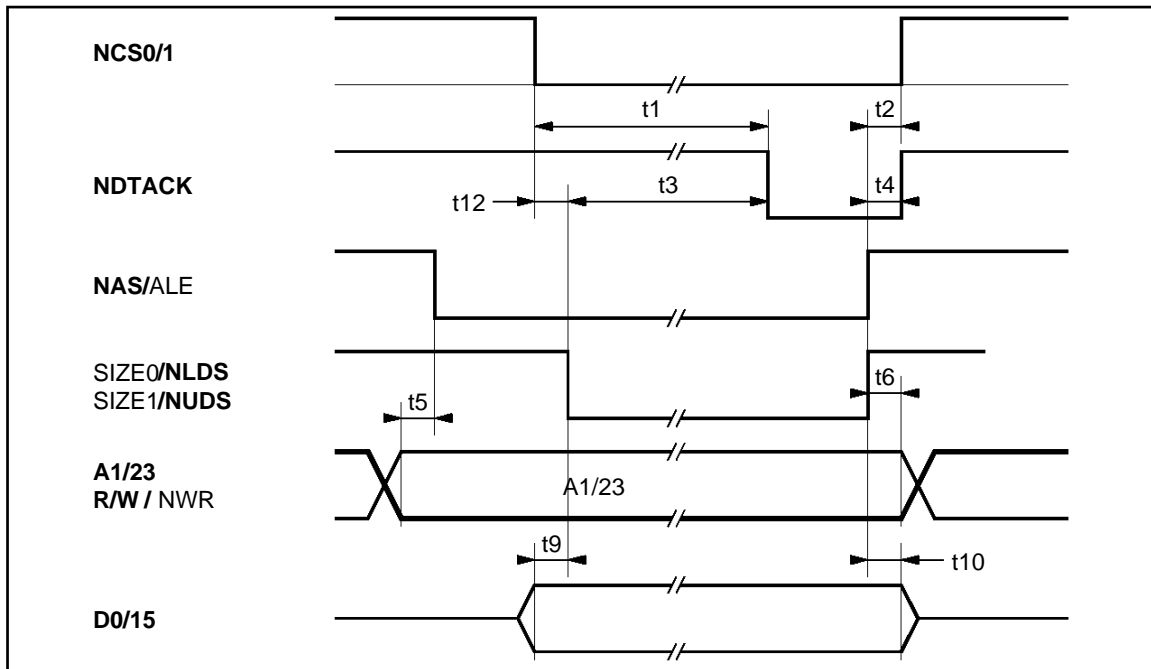 NCS0/1
t1
t2
NDTACK
t12
t3
t4
NAS/ALE
SIZE0/NLDS
SIZE1/NUDS
t5
t6
A1/23
R/W / NWR
A1/23
t9
t10
D0/15